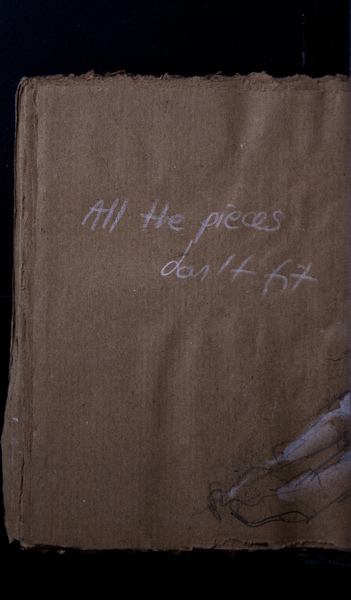 All the pieces
don't fit